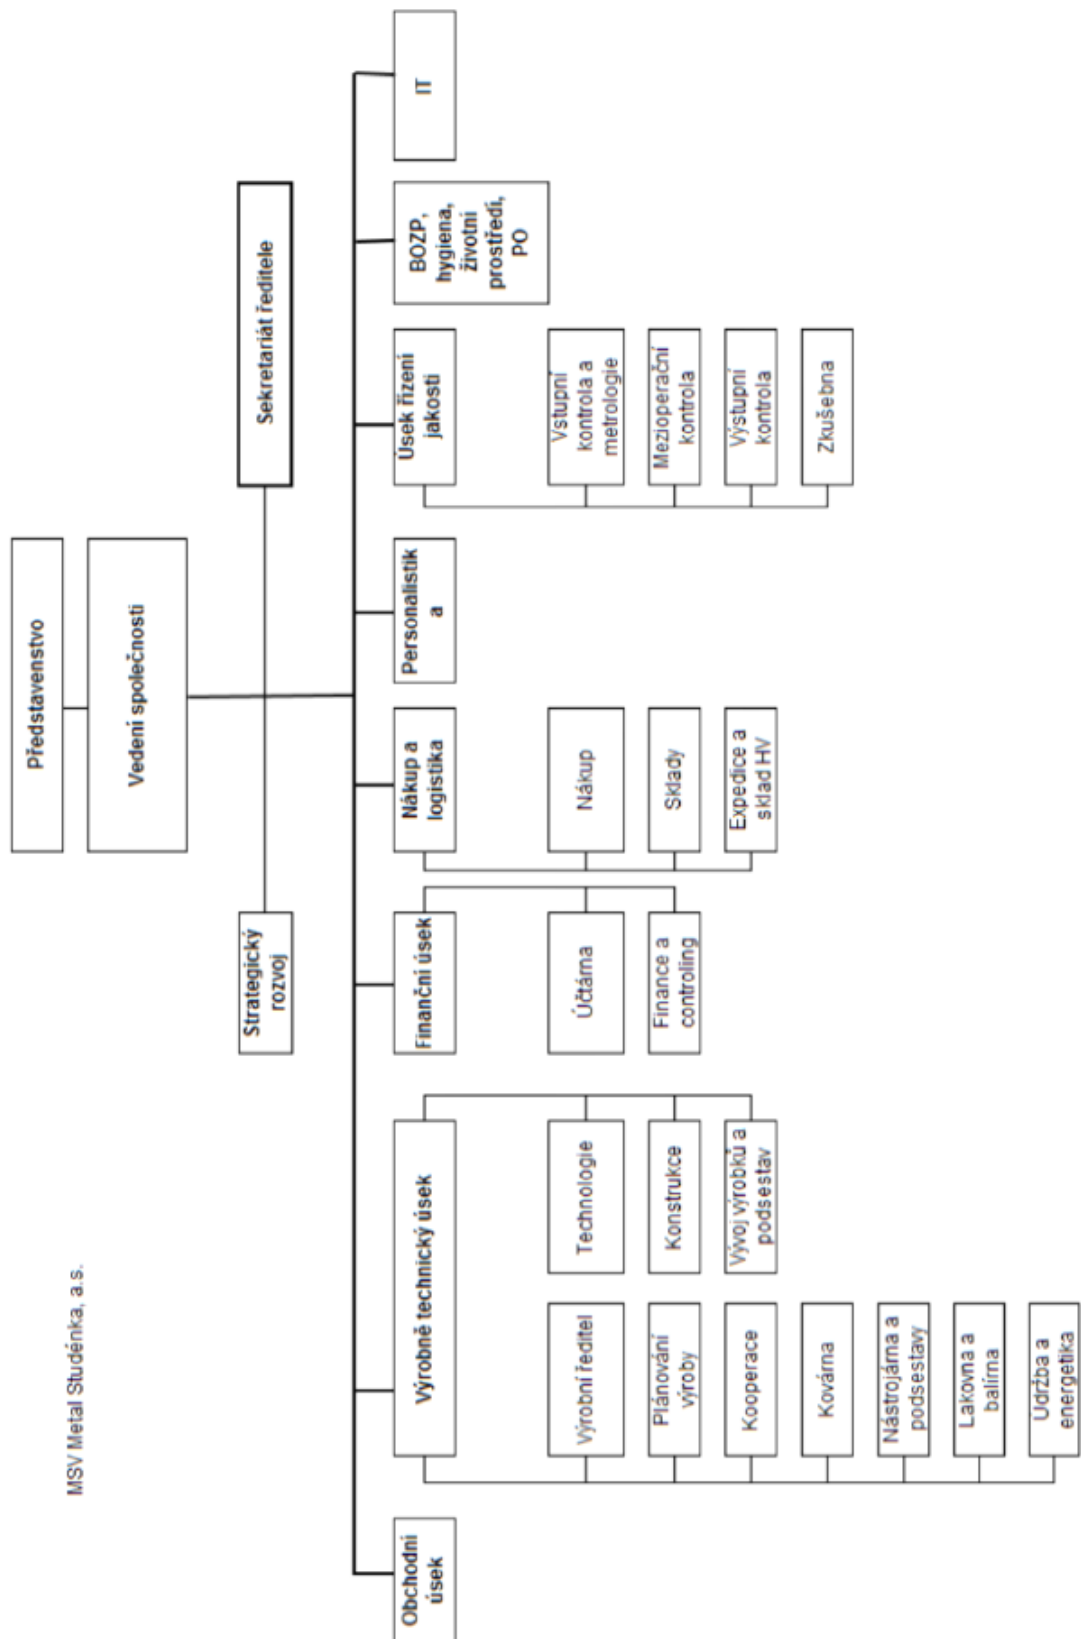 MSV Metal Studénka, a.s.
Představenstvo
Vedení společnosti
Strategický
rozvoj
Sekretariát ředitele
Obchodní
úsek
Výrobně technický úsek
Finanční úsek
Nákup a
logistika
Personalistik
a
Úsek řízení
jakosti
BOZP,
hygiena,
životní
prostředí,
PO
IT
Výrobní ředitel
Plánování
výroby
Kooperace
Kovárna
Nástrojárna a
podsestavy
Lakovna a
balírna
Údržba a
energetika
Technologie
Konstrukce
Vývoj výrobků a
podsestav
Účtárna
Finance a
controling
Nákup
Sklady
Expedice a
sklad HV
Vstupní
kontrola a
metrologie
Mezioperační
kontrola
Výstupní
kontrola
Zkušebna